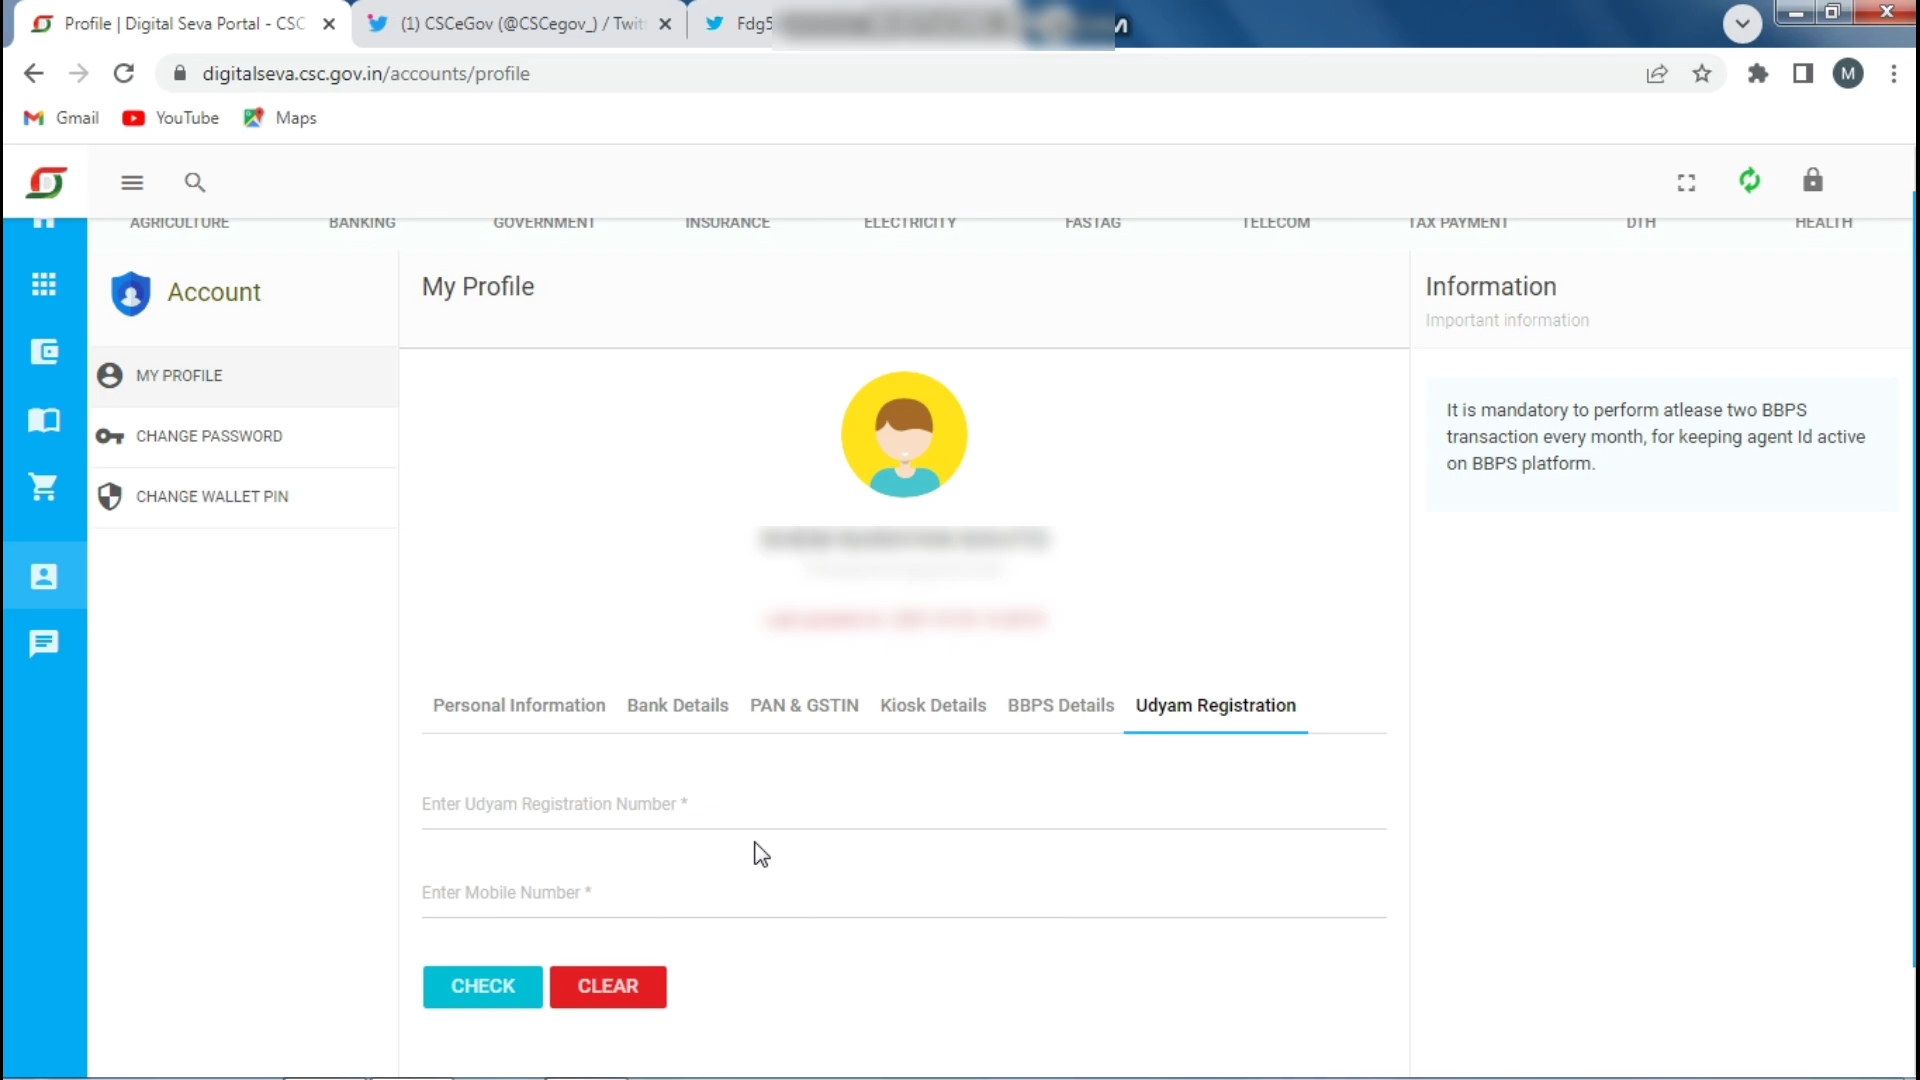 Profile | Digital Seva Portal - CSC
(1) CSCeGov (@CSCegov_) / Twit
Fdg5
digitalseva.csc.gov.in/accounts/profile
M
Gmail
YouTube
Maps
AGRICULTURE
BANKING
GOVERNMENT
INSURANCE
ELECTRICITY
FASTAG
TELECOM
TAX PAYMENT
DTH
HEALTH
Account
MY PROFILE
CHANGE PASSWORD
CHANGE WALLET PIN
My Profile
Personal Information
Bank Details
PAN & GSTIN
Kiosk Details
BBPS Details
Udyam Registration
Enter Udyam Registration Number *
Enter Mobile Number *
CHECK
CLEAR
Information
Important information
It is mandatory to perform atlease two BBPS
transaction every month, for keeping agent Id active
on BBPS platform.